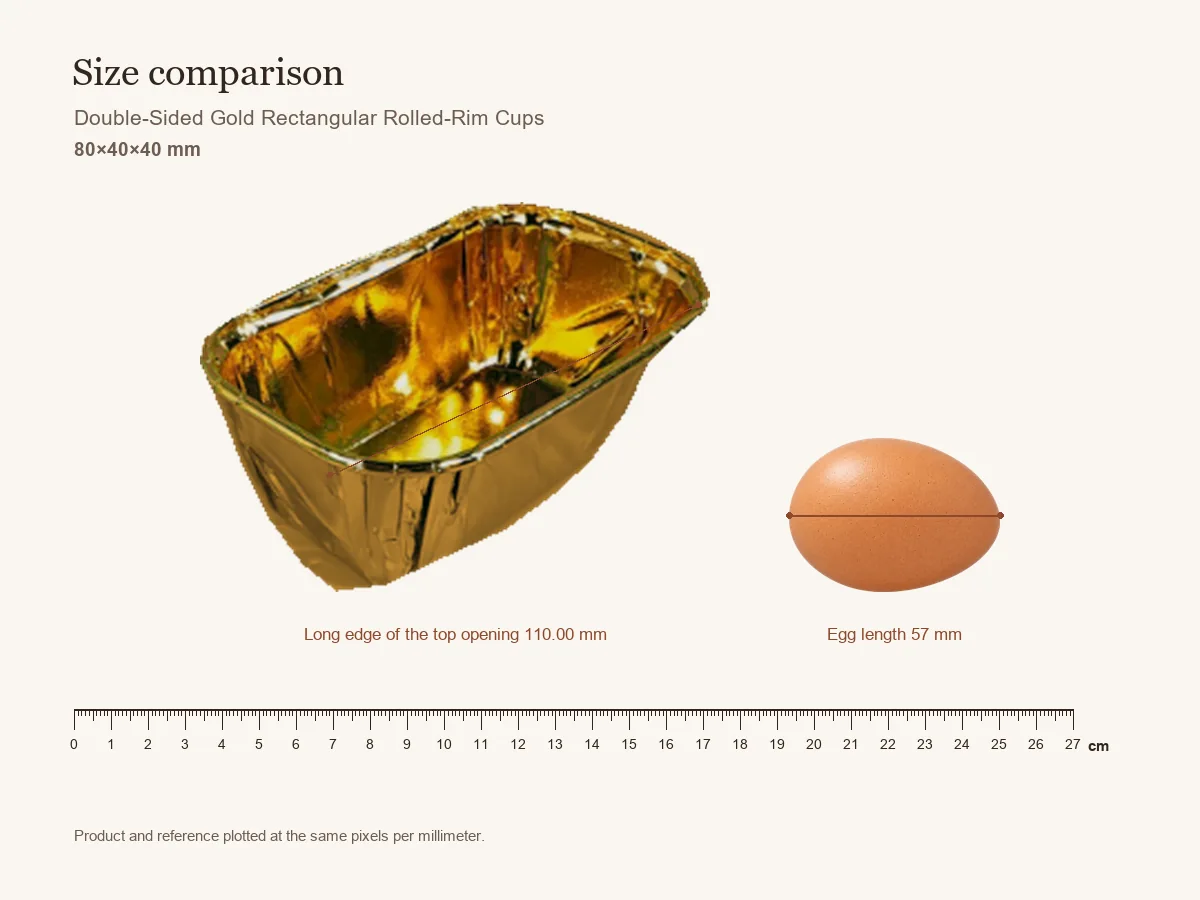 Size comparison
Double-Sided Gold Rectangular Rolled-Rim Cups
80×40×40 mm
Long edge of the top opening 110.00 mm
Egg length 57 mm
0 1 2 3 4 5 6 7 8 9 10 11 12 13 14 15 16 17 18 19 20 21 22 23 24 25 26 27 cm
Product and reference plotted at the same pixels per millimeter.